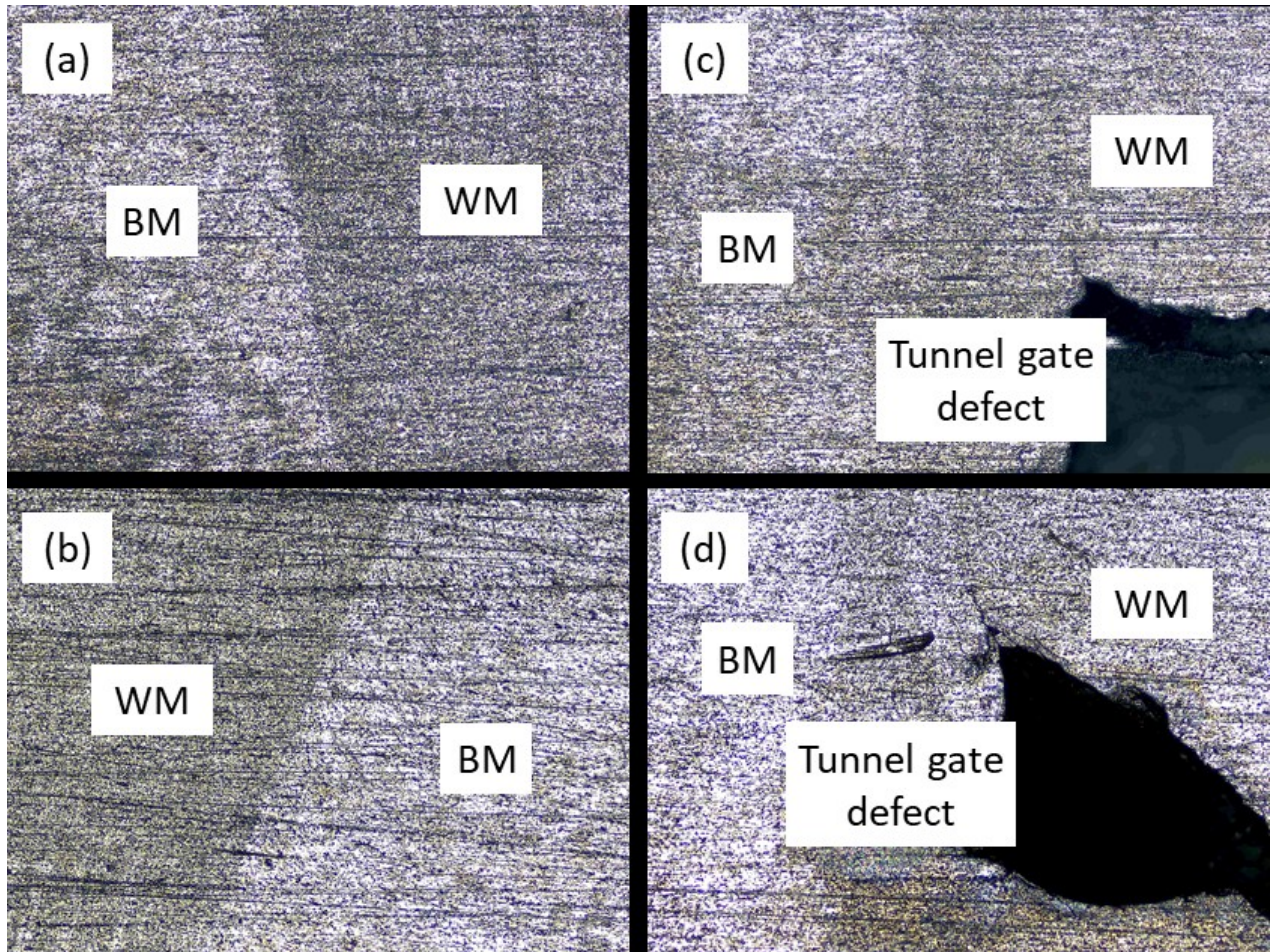 (a)
BM
WM
(c)
WM
BM
Tunnel gate
defect
(b)
WM
BM
(d)
WM
BM
Tunnel gate
defect